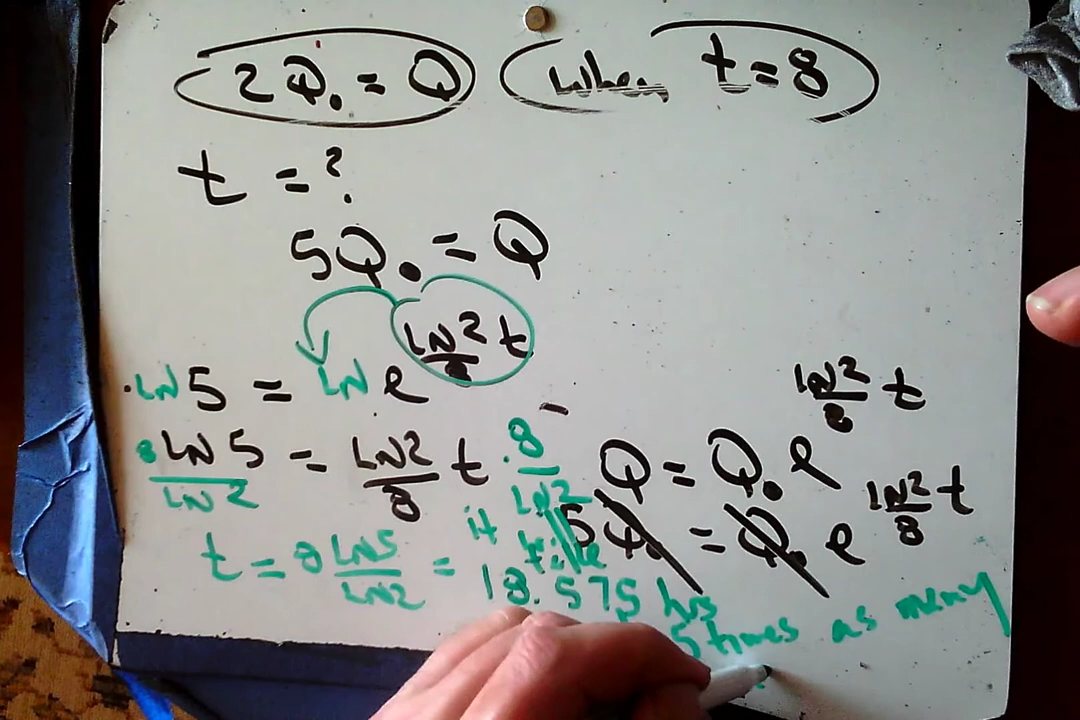 2Q₀ = Q when t = 8
t = ?
5Q₀ = Q
LN 5 = LN e^(LN2/8 t)
8 LN 5 / LN 2 = LN2/8 t · 8/LN2
Q = Q₀ e^(LN2/8 t)
5Q₀ = Q₀ e^(LN2/8 t)
t = 8 LN5/LN2 = 18.575 hrs
it will take
5 times as many